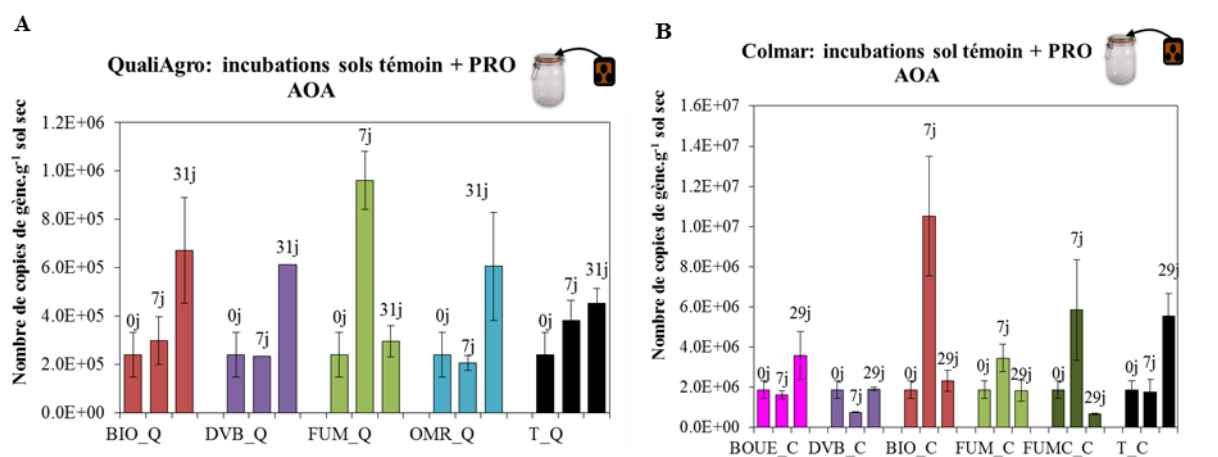 A
QualiAgro: incubations sols témoin + PRO
AOA
Nombre de copies de gène.g-1 sol sec
1.2E+06
1.0E+06
8.0E+05
6.0E+05
4.0E+05
2.0E+05
0.0E+00
0j
7j
31j
0j
7j
31j
0j
7j
31j
0j
7j
31j
0j
7j
31j
BIO_Q
DVB_Q
FUM_Q
OMR_Q
T_Q
B
Colmar: incubations sol témoin + PRO
AOA
Nombre de copies de gène.g-1 sol sec
1.6E+07
1.4E+07
1.2E+07
1.0E+07
8.0E+06
6.0E+06
4.0E+06
2.0E+06
0.0E+00
0j
7j
29j
0j
7j
29j
0j
7j
29j
0j
7j
29j
0j
7j
29j
0j
7j
29j
BOUE_C
DVB_C
BIO_C
FUM_C
FUMC_C
T_C